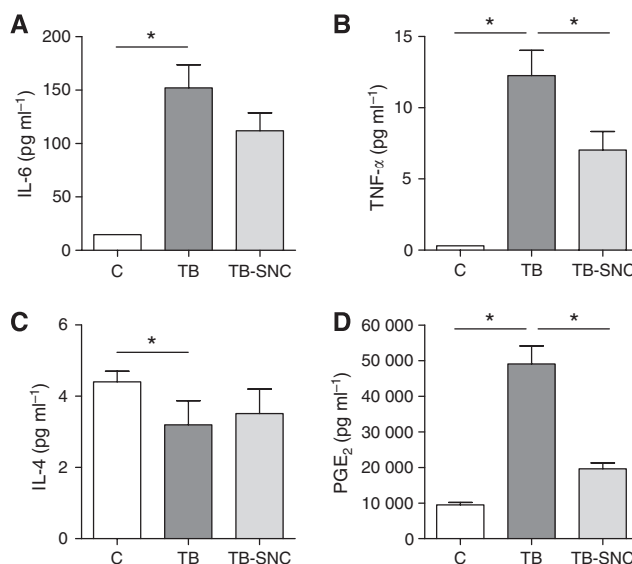 A
*
IL-6 (pg ml⁻¹)
200
150
100
50
0
C TB TB-SNC
B
* *
TNF-α (pg ml⁻¹)
15
10
5
0
C TB TB-SNC
C
*
IL-4 (pg ml⁻¹)
6
4
2
0
C TB TB-SNC
D
* *
PGE₂ (pg ml⁻¹)
60 000
50 000
40 000
30 000
20 000
10 000
0
C TB TB-SNC